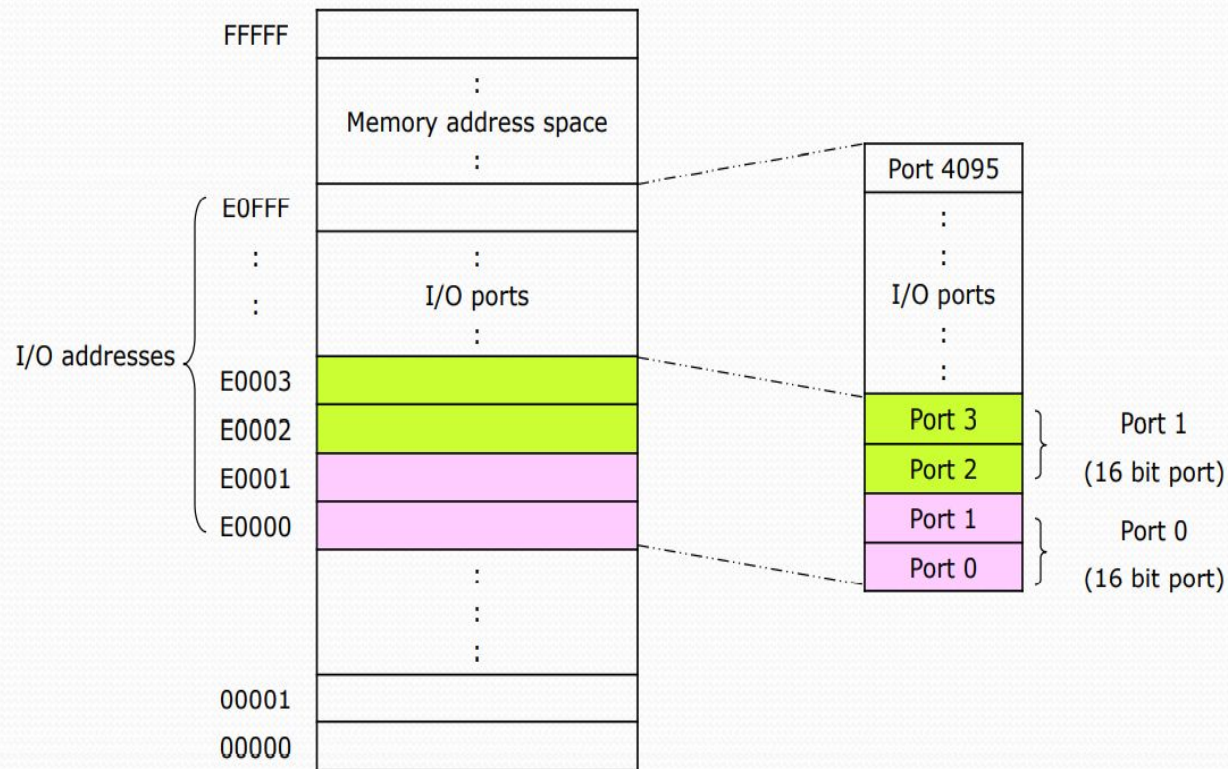 FFFFF
:
Memory address space
:
E0FFF
:
:
:
I/O ports
:
I/O addresses
E0003
E0002
E0001
E0000
:
:
:
00001
00000
Port 4095
:
:
I/O ports
:
:
Port 3
Port 2
Port 1
Port 0
Port 1
(16 bit port)
Port 0
(16 bit port)